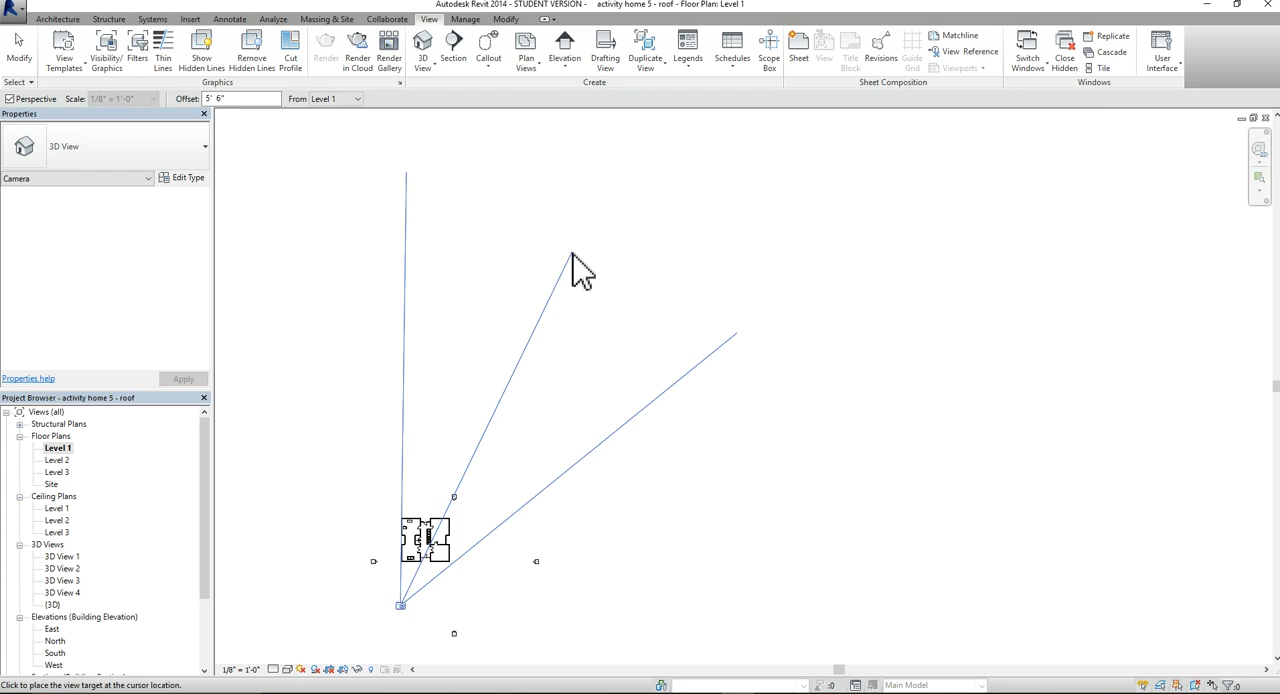 Autodesk Revit 2014 - STUDENT VERSION - activity home 5 - roof - Floor Plan: Level 1
Architecture Structure Systems Insert Annotate Analyze Massing & Site Collaborate View Manage Modify
Modify
View Templates
Visibility/ Graphics
Filters
Thin Lines
Show Hidden Lines
Remove Hidden Lines
Cut Profile
Render
Render in Cloud
Render Gallery
3D View
Section
Callout
Plan Views
Elevation
Drafting View
Duplicate View
Legends
Schedules
Scope Box
Sheet
View
Title Block
Revisions
Guide Grid
Matchline
View Reference
Viewports
Switch Windows
Close Hidden
Replicate
Cascade
Tile
User Interface
Select Graphics Create Sheet Composition Windows
Perspective Scale: 1/8" = 1'-0" Offset: 5' 6" From Level 1
Properties
3D View
Camera Edit Type
Properties help Apply
Project Browser - activity home 5 - roof
Views (all)
Structural Plans
Floor Plans
Level 1
Level 2
Level 3
Site
Ceiling Plans
Level 1
Level 2
Level 3
3D Views
3D View 1
3D View 2
3D View 3
3D View 4
{3D}
Elevations (Building Elevation)
East
North
South
West
1/8" = 1'-0"
Click to place the view target at the cursor location.
:0
Main Model
:0